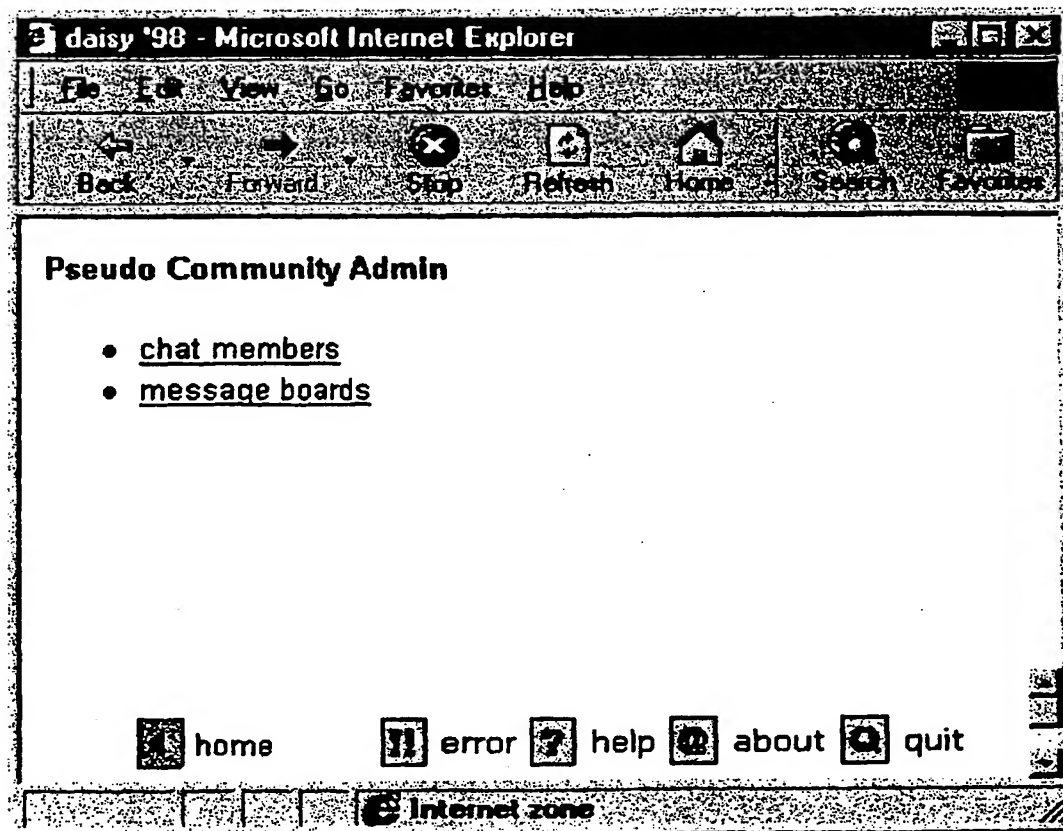 daisy '98 - Microsoft Internet Explorer
File Edit View Go Favorites Help
Back Forward Stop Refresh Home Search Favorites
Pseudo Community Admin
• chat members
• message boards
home !! error ? help @ about Q quit
Internet zone